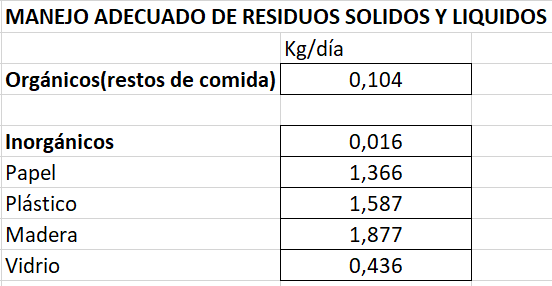 MANEJO ADECUADO DE RESIDUOS SOLIDOS Y LIQUIDOS
Kg/día
Orgánicos(restos de comida) 0,104
Inorgánicos 0,016
Papel 1,366
Plástico 1,587
Madera 1,877
Vidrio 0,436